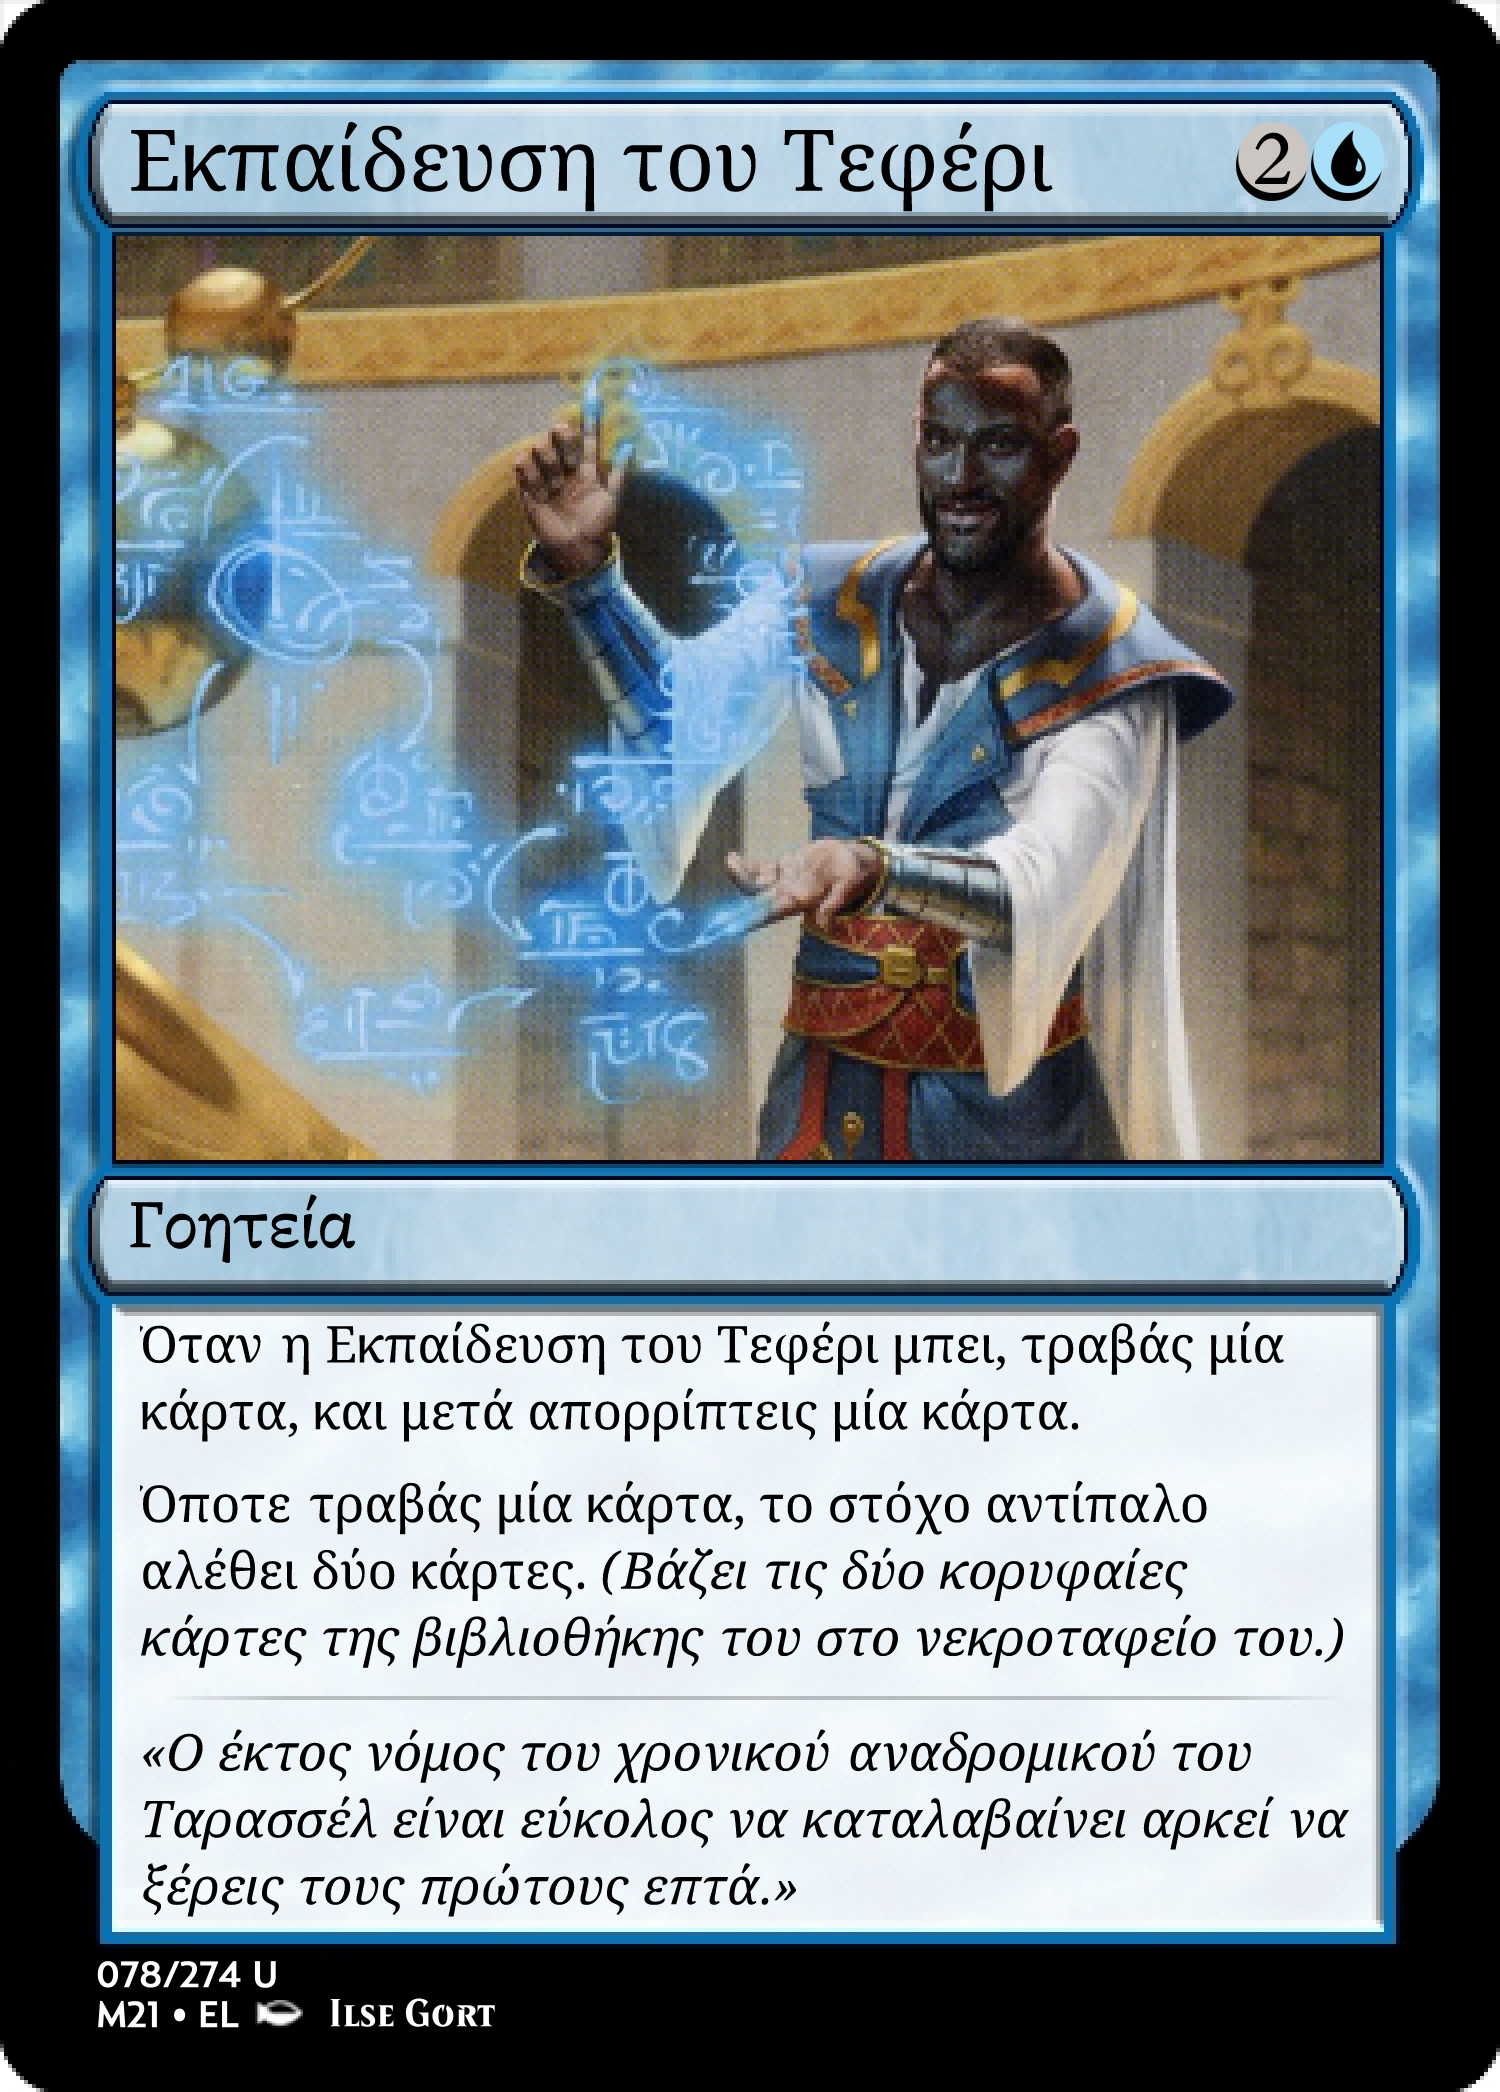 Εκπαίδευση του Τεφέρι 2
Γοητεία
Όταν η Εκπαίδευση του Τεφέρι μπει, τραβάς μία
κάρτα, και μετά απορρίπτεις μία κάρτα.
Όποτε τραβάς μία κάρτα, το στόχο αντίπαλο
αλέθει δύο κάρτες. (Βάζει τις δύο κορυφαίες
κάρτες της βιβλιοθήκης του στο νεκροταφείο του.)
«Ο έκτος νόμος του χρονικού αναδρομικού του
Ταρασσέλ είναι εύκολος να καταλαβαίνει αρκεί να
ξέρεις τους πρώτους επτά.»
078/274 U
M21 • EL ILSE GORT